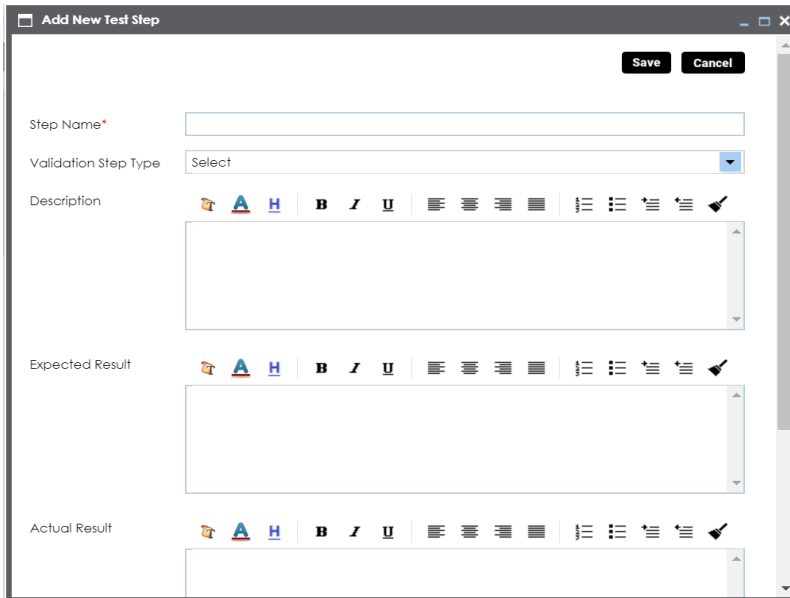 Add New Test Step
Save Cancel
Step Name*
Validation Step Type Select
Description
A H B I U
Expected Result
A H B I U
Actual Result
A H B I U